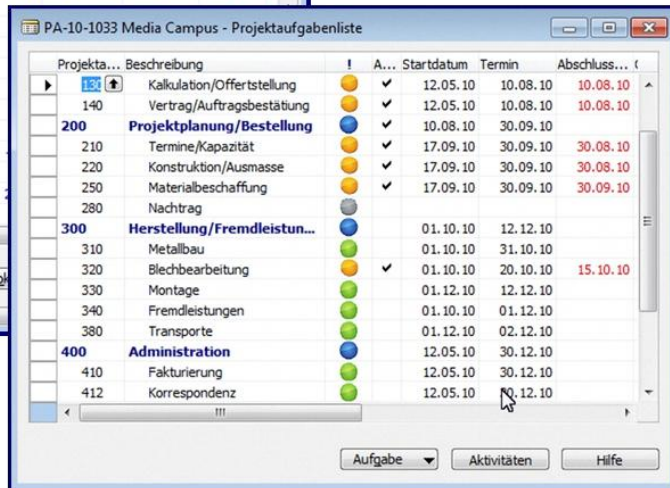 PA-10-1033 Media Campus - Projektaufgabenliste
Projekta... Beschreibung ! A... Startdatum Termin Abschluss...
130 Kalkulation/Offertstellung 12.05.10 10.08.10 10.08.10
140 Vertrag/Auftragsbestätiung 12.05.10 10.08.10 10.08.10
200 Projektplanung/Bestellung 10.08.10 30.09.10
210 Termine/Kapazität 17.09.10 30.09.10 30.08.10
220 Konstruktion/Ausmasse 17.09.10 30.09.10 30.08.10
250 Materialbeschaffung 17.09.10 30.09.10 30.09.10
280 Nachtrag
300 Herstellung/Fremdleistun... 01.10.10 12.12.10
310 Metallbau 01.10.10 31.10.10
320 Blechbearbeitung 01.10.10 20.10.10 15.10.10
330 Montage 01.12.10 12.12.10
340 Fremdleistungen 01.10.10 01.12.10
380 Transporte 01.12.10 02.12.10
400 Administration 12.05.10 30.12.10
410 Fakturierung 12.05.10 30.12.10
412 Korrespondenz 12.05.10 30.12.10
Aufgabe Aktivitäten Hilfe